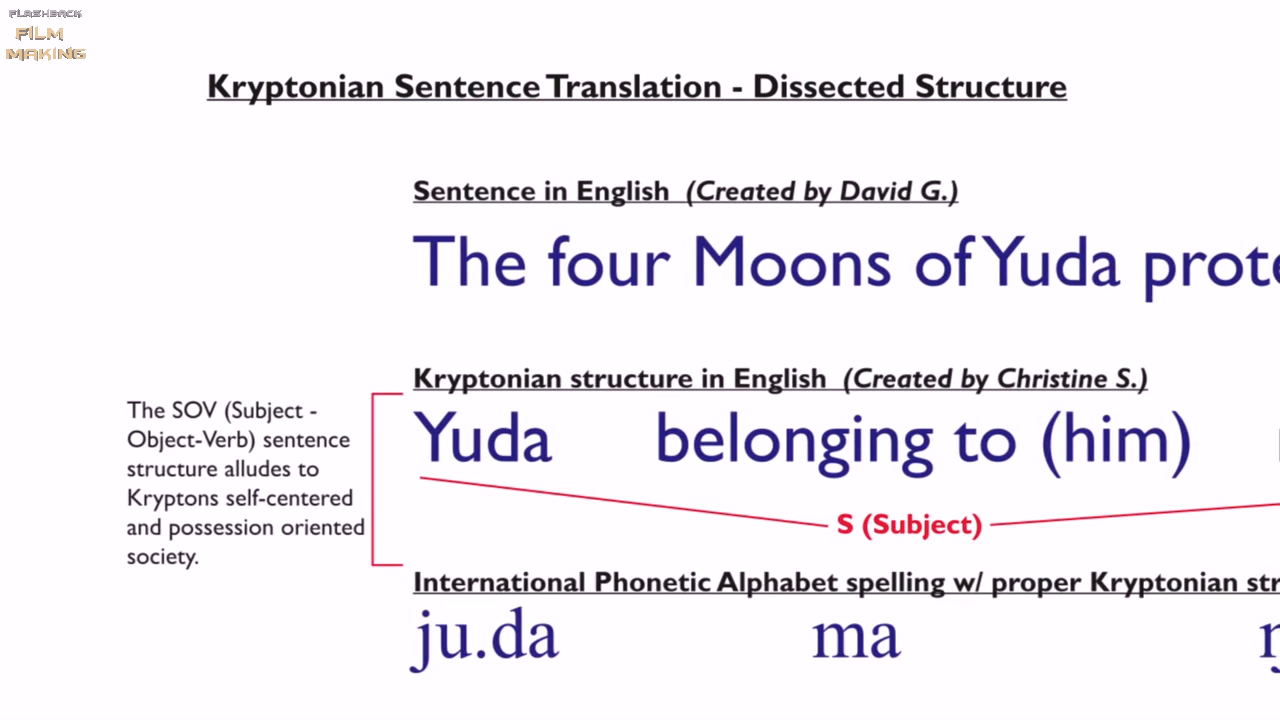 FLASHBACK
FILM
MAKING
Kryptonian Sentence Translation - Dissected Structure
Sentence in English (Created by David G.)
The four Moons of Yuda prote
Kryptonian structure in English (Created by Christine S.)
The SOV (Subject -
Object-Verb) sentence
structure alludes to
Kryptons self-centered
and possession oriented
society.
Yuda belonging to (him)
S (Subject)
International Phonetic Alphabet spelling w/ proper Kryptonian str
ju.da ma